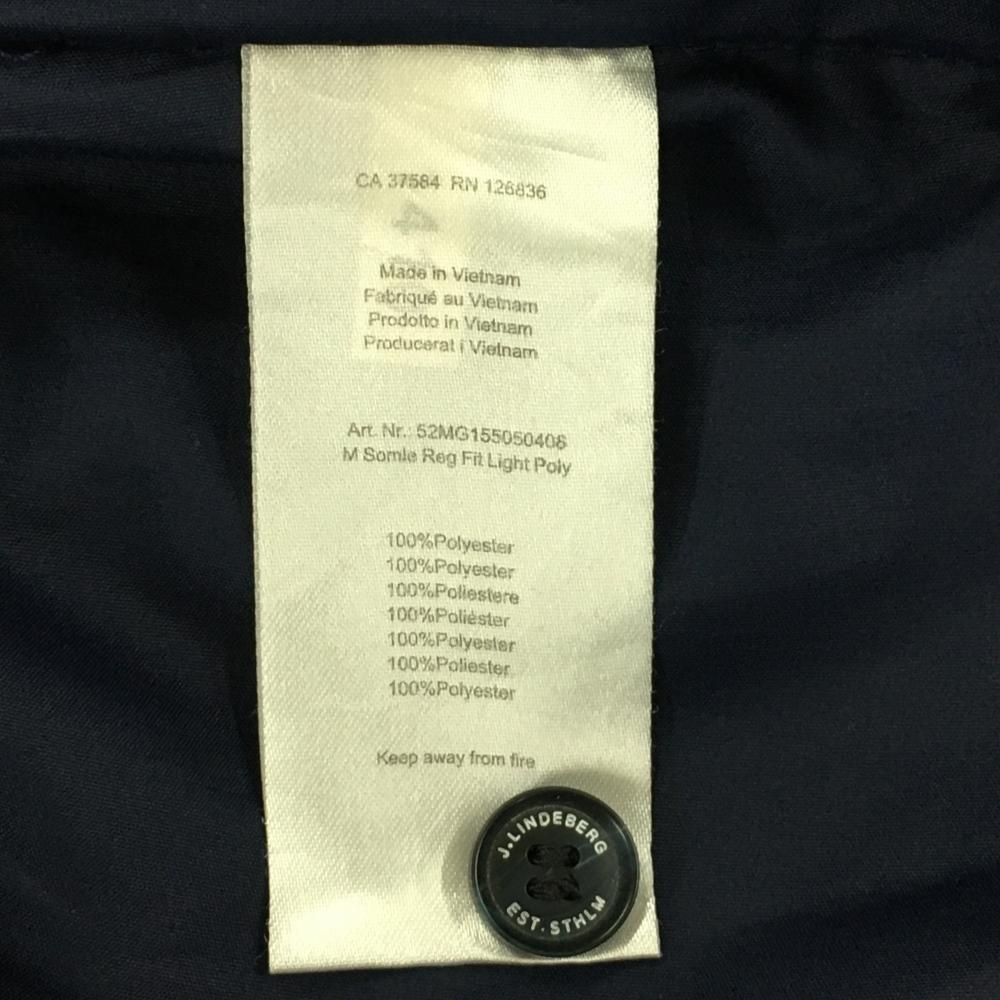 CA 37584 RN 126836
Made in Vietnam
Fabriqué au Vietnam
Prodotto in Vietnam
Producerat i Vietnam
Art. Nr.: 52MG155050408
M Somle Reg Fit Light Poly
100%Polyester
100%Polyester
100%Poliestere
100%Poliéster
100%Polyester
100%Poliester
100%Polyester
Keep away from fire
J.LINDEBERG
EST. STHLM